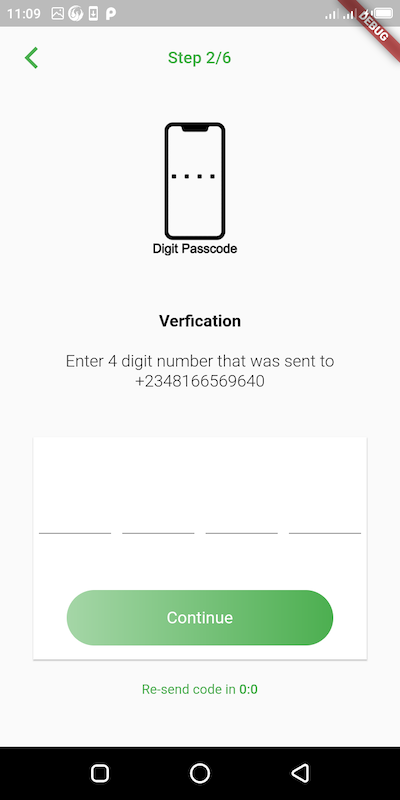 11:09
DEBUG
Step 2/6
Digit Passcode
Verfication
Enter 4 digit number that was sent to
+2348166569640
Continue
Re-send code in 0:0